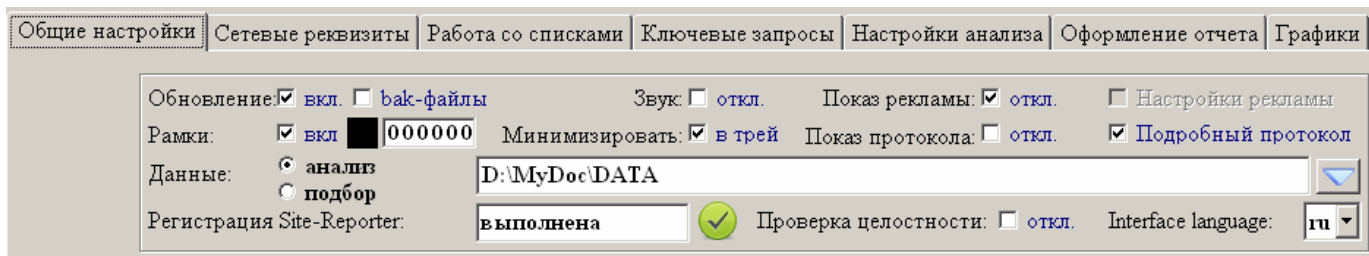 Общие настройки Сетевые реквизиты Работа со списками Ключевые запросы Настройки анализа Оформление отчета Графики
Обновление: вкл. bak-файлы Звук: откл. Показ рекламы: откл. Настройки рекламы
Рамки: вкл 000000 Минимизировать: в трей Показ протокола: откл. Подробный протокол
Данные: анализ D:\MyDoc\DATA
подбор
Регистрация Site-Reporter: выполнена Проверка целостности: откл. Interface language: ru